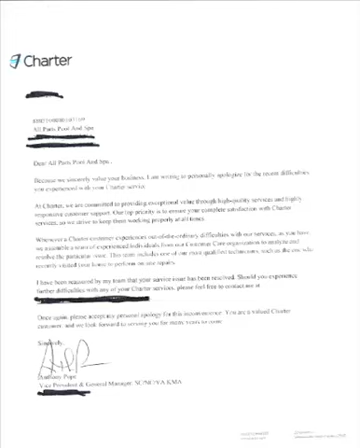 Charter
All Parts Pool And Spa
Dear All Parts Pool And Spa,
Because we sincerely value your business, I am writing to personally apologize for the recent difficulties
you experienced with your Charter service.
At Charter, we are committed to providing exceptional value through high-quality services and highly
responsive customer support. Our top priority is to ensure your complete satisfaction with Charter
services, so we strive to keep them working properly at all times.
Whenever a Charter customer experiences out-of-the-ordinary difficulties with our services, as you have
we assemble a team of experienced individuals from our Customer Care organization to analyze and
resolve the particular issue. This team includes one of our most qualified technicians, such as the one who
recently visited your home to perform on-site repairs.
I have been reassured by my team that your service issue has been resolved. Should you experience
further difficulties with any of your Charter services, please feel free to contact me at
Once again, please accept my personal apology for this inconvenience. You are a valued Charter
customer, and we look forward to serving you for many years to come.
Sincerely,
Anthony Pope
Vice President & General Manager